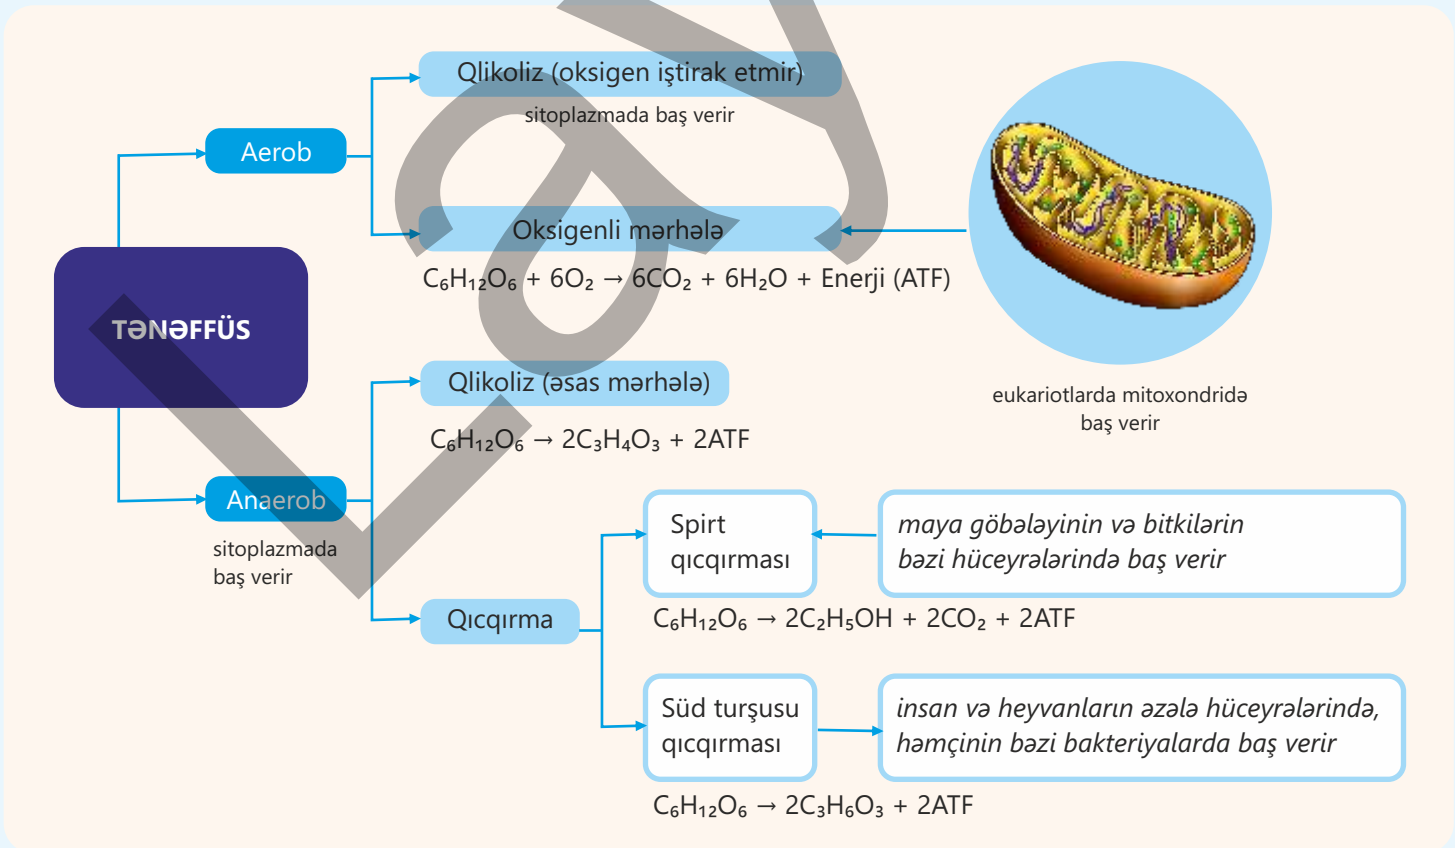 Qlikoliz (oksigen iştirak etmir)
sitoplazmada baş verir
Aerob
Oksigenli mərhələ
C₆H₁₂O₆ + 6O₂ → 6CO₂ + 6H₂O + Enerji (ATF)
TƏNƏFFÜS
eukariotlarda mitoxondridə
baş verir
Qlikoliz (əsas mərhələ)
C₆H₁₂O₆ → 2C₃H₄O₃ + 2ATF
Anaerob
sitoplazmada
baş verir
Spirt
qıcqırması
maya göbələyinin və bitkilərin
bəzi hüceyrələrində baş verir
C₆H₁₂O₆ → 2C₂H₅OH + 2CO₂ + 2ATF
Qıcqırma
Süd turşusu
qıcqırması
insan və heyvanların əzələ hüceyrələrində,
həmçinin bəzi bakteriyalarda baş verir
C₆H₁₂O₆ → 2C₃H₆O₃ + 2ATF
Lay